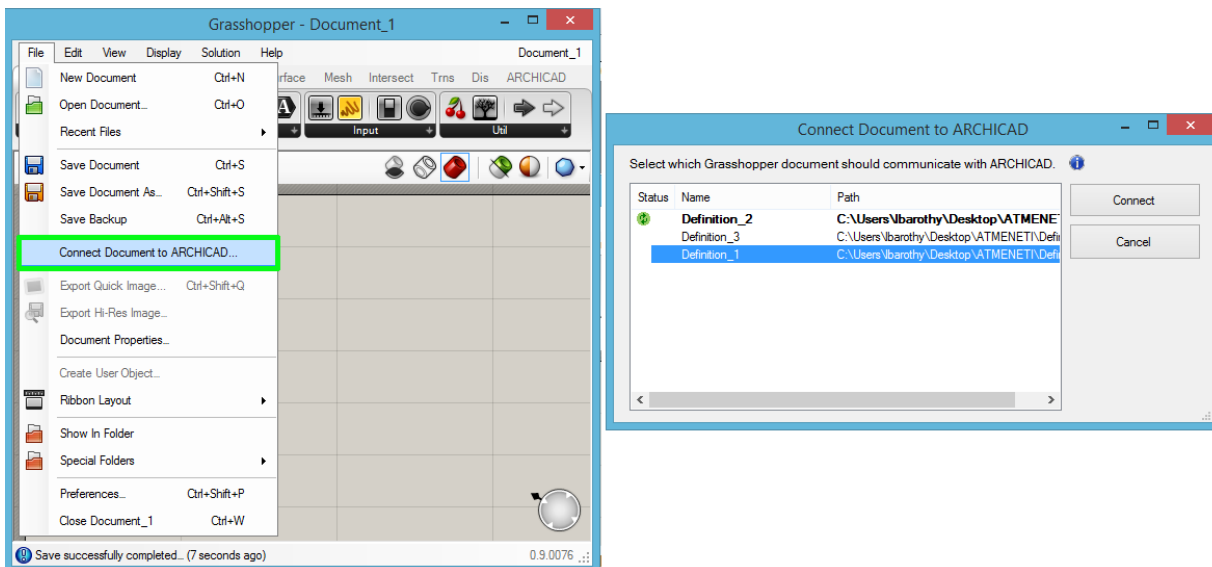 Grasshopper - Document_1
File Edit View Display Solution Help Document_1
rface Mesh Intersect Trns Dis ARCHICAD
A
Input Util
New Document Ctrl+N
Open Document... Ctrl+O
Recent Files
Save Document Ctrl+S
Save Document As... Ctrl+Shift+S
Save Backup Ctrl+Alt+S
Connect Document to ARCHICAD...
Export Quick Image... Ctrl+Shift+Q
Export Hi-Res Image...
Document Properties...
Create User Object...
Ribbon Layout
Show In Folder
Special Folders
Preferences... Ctrl+Shift+P
Close Document_1 Ctrl+W
Save successfully completed... (7 seconds ago) 0.9.0076
Connect Document to ARCHICAD
Select which Grasshopper document should communicate with ARCHICAD.
Status Name Path
Definition_2 C:\Users\lbarothy\Desktop\ATMENET
Definition_3 C:\Users\lbarothy\Desktop\ATMENETI\Defi
Definition_1 C:\Users\lbarothy\Desktop\ATMENETI\Defi
Connect
Cancel